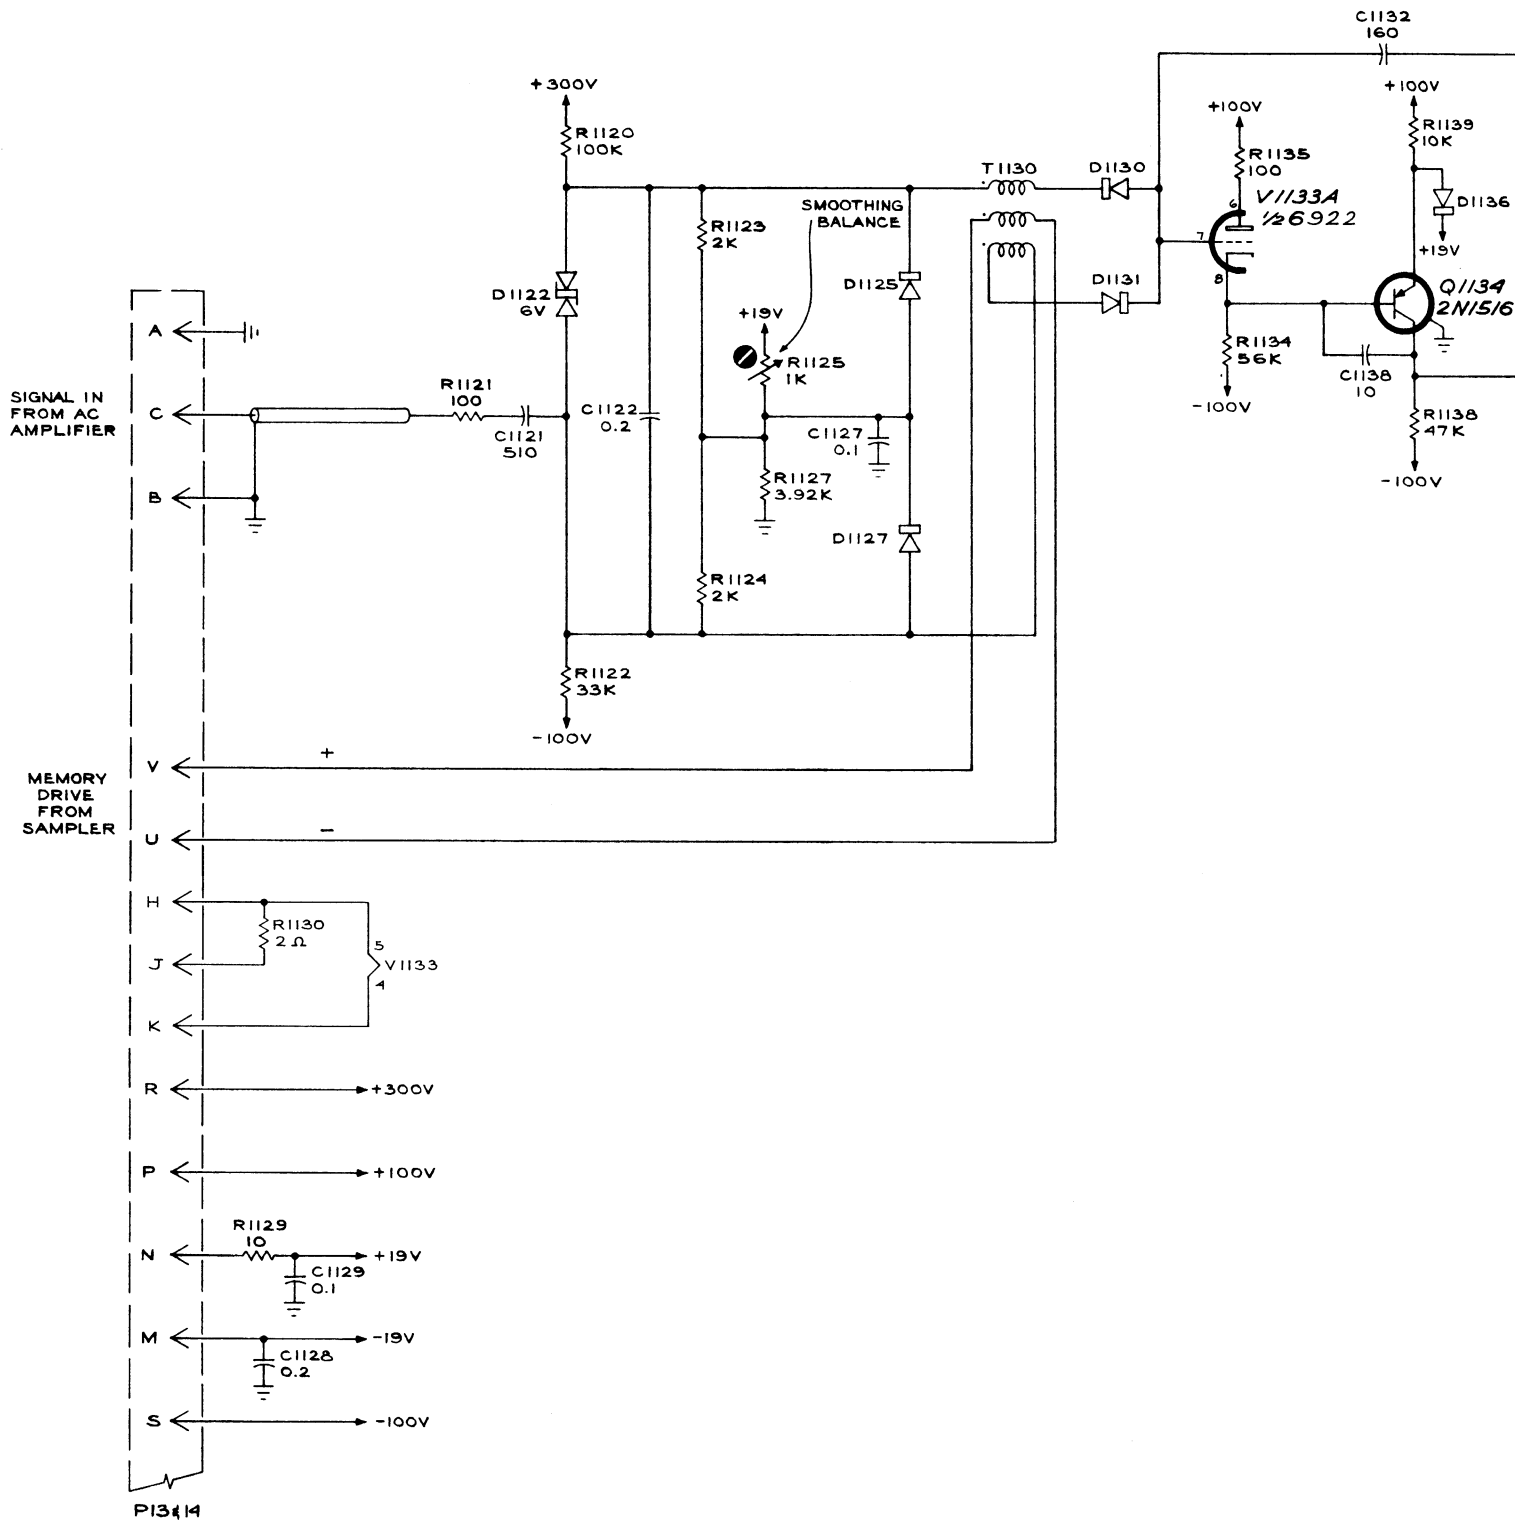 C1132
160
+300V
+100V
+100V
R1139
10K
R1120
100K
R1135
100
T1130
D1130
V1133A
½6922
6
7
8
D1136
+19V
SMOOTHING
BALANCE
R1123
2K
D1122
6V
D1125
D1131
Q1134
2N1516
+19V
R1125
1K
R1134
56K
C1138
10
-100V
A
SIGNAL IN
FROM AC
AMPLIFIER
C
R1121
100
C1121
510
C1122
0.2
C1127
0.1
R1138
47K
-100V
B
R1127
3.92K
D1127
R1124
2K
R1122
33K
-100V
MEMORY
DRIVE
FROM
SAMPLER
V
+
U
–
H
R1130
2Ω
J
5
V1133
4
K
R
+300V
P
+100V
N
R1129
10
+19V
C1129
0.1
M
-19V
C1128
0.2
S
-100V
P13&14